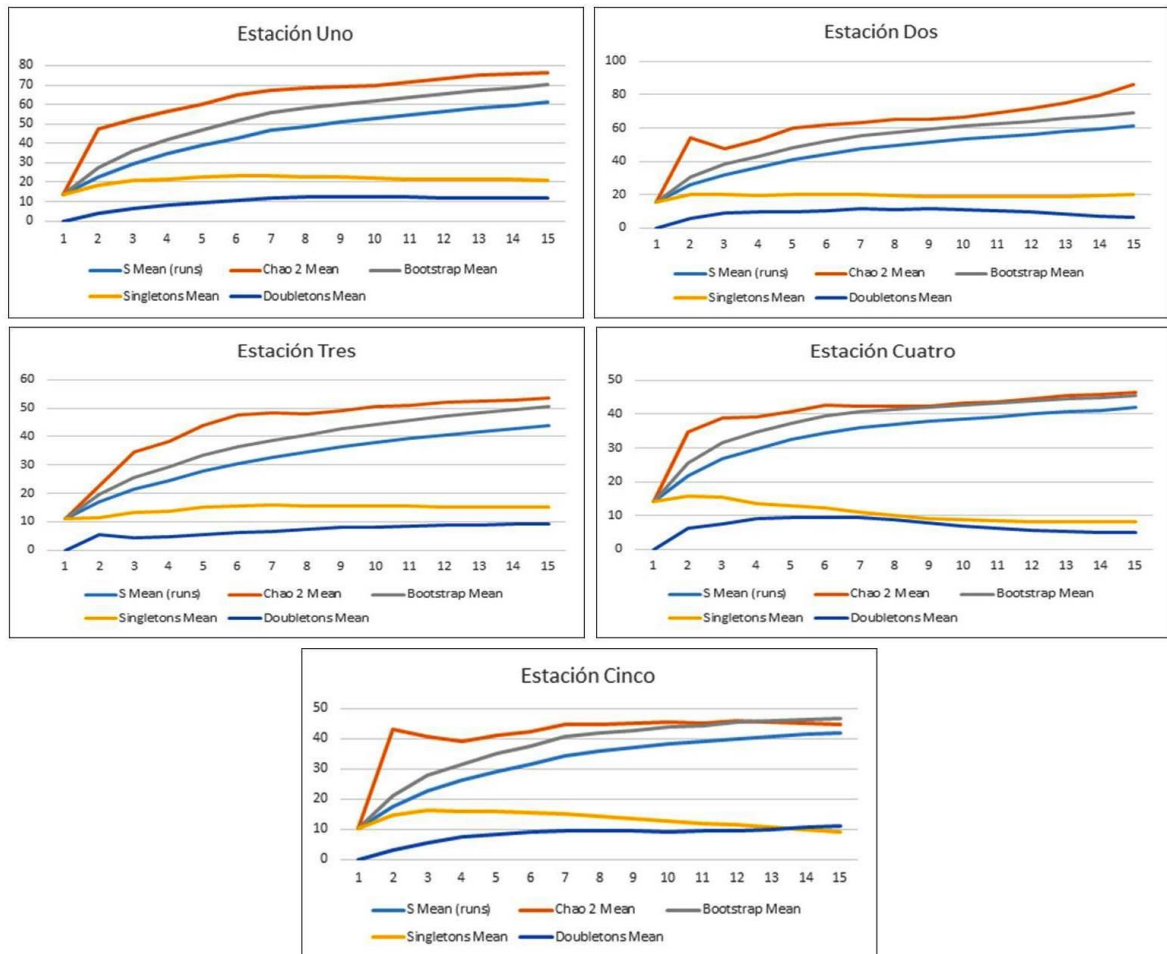 Estación Uno
80
70
60
50
40
30
20
10
0
1 2 3 4 5 6 7 8 9 10 11 12 13 14 15
S Mean (runs) Chao 2 Mean Bootstrap Mean
Singletons Mean Doubletons Mean
Estación Dos
100
80
60
40
20
0
1 2 3 4 5 6 7 8 9 10 11 12 13 14 15
S Mean (runs) Chao 2 Mean Bootstrap Mean
Singletons Mean Doubletons Mean
Estación Tres
60
50
40
30
20
10
0
1 2 3 4 5 6 7 8 9 10 11 12 13 14 15
S Mean (runs) Chao 2 Mean Bootstrap Mean
Singletons Mean Doubletons Mean
Estación Cuatro
50
40
30
20
10
0
1 2 3 4 5 6 7 8 9 10 11 12 13 14 15
S Mean (runs) Chao 2 Mean Bootstrap Mean
Singletons Mean Doubletons Mean
Estación Cinco
50
40
30
20
10
0
1 2 3 4 5 6 7 8 9 10 11 12 13 14 15
S Mean (runs) Chao 2 Mean Bootstrap Mean
Singletons Mean Doubletons Mean